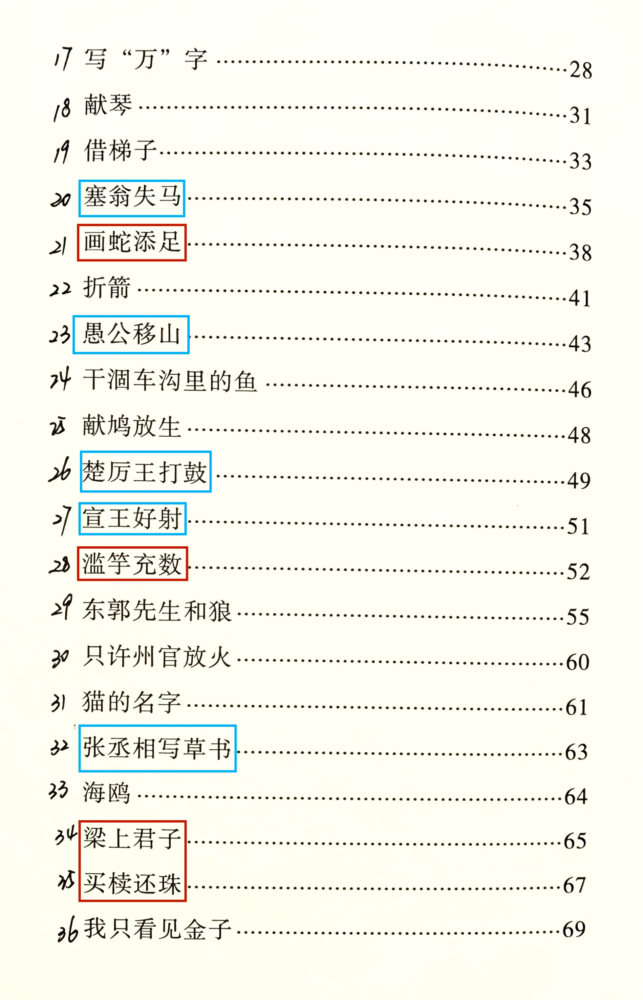 17 写“万”字 ……………………28
18 献琴 ……………………31
19 借梯子……………………33
20 塞翁失马……………………35
21 画蛇添足……………………38
22 折箭 ……………………41
23 愚公移山……………………43
24 干涸车沟里的鱼 ……………………46
25 献鸠放生 ……………………48
26 楚厉王打鼓 ……………………49
27 宣王好射……………………51
28 滥竽充数……………………52
29 东郭先生和狼……………………55
30 只许州官放火……………………60
31 猫的名字……………………61
32 张丞相写草书……………………63
33 海鸥 ……………………64
34 梁上君子……………………65
35 买椟还珠……………………67
36 我只看见金子……………………69